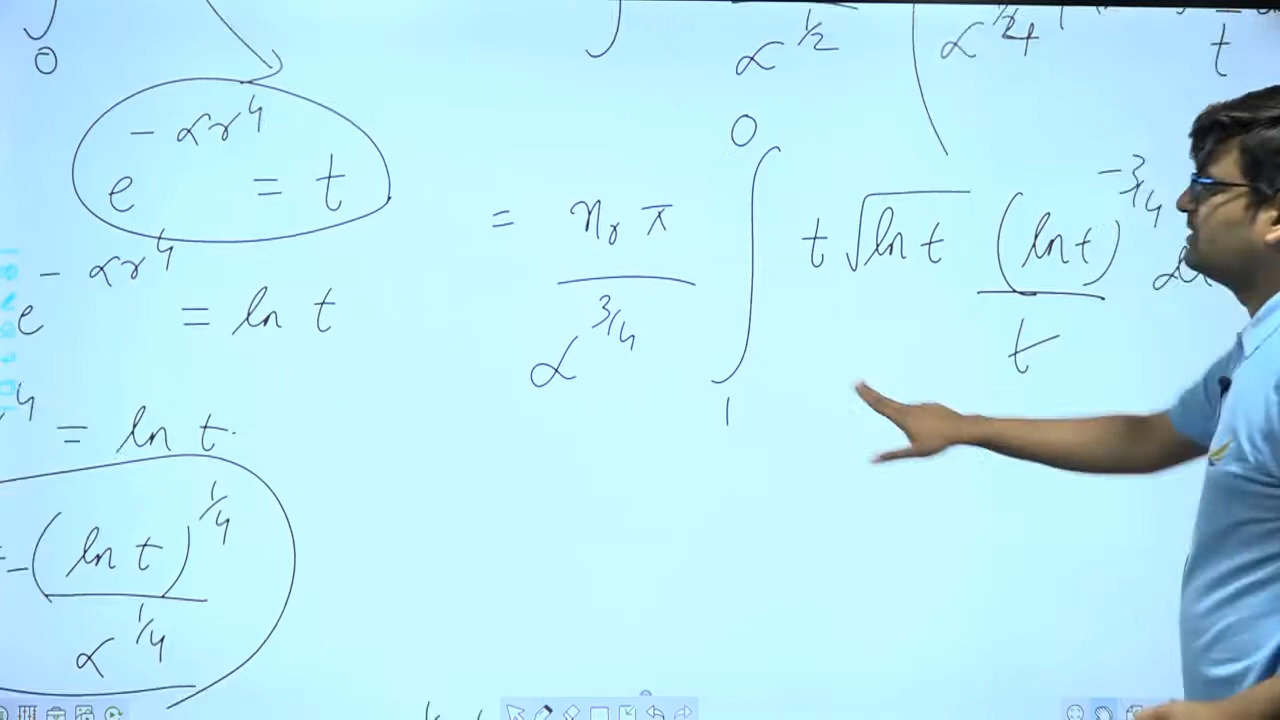 0
α^{1/2}
α^{1/4}
t
e^{-αr^4} = t
e^{-αr^4} = ln t
^4 = ln t.
= -(ln t)^{1/4} / α^{1/4}
= n_r π / α^{3/4} ∫_1^0 t √ln t (ln t)^{-3/4} / t